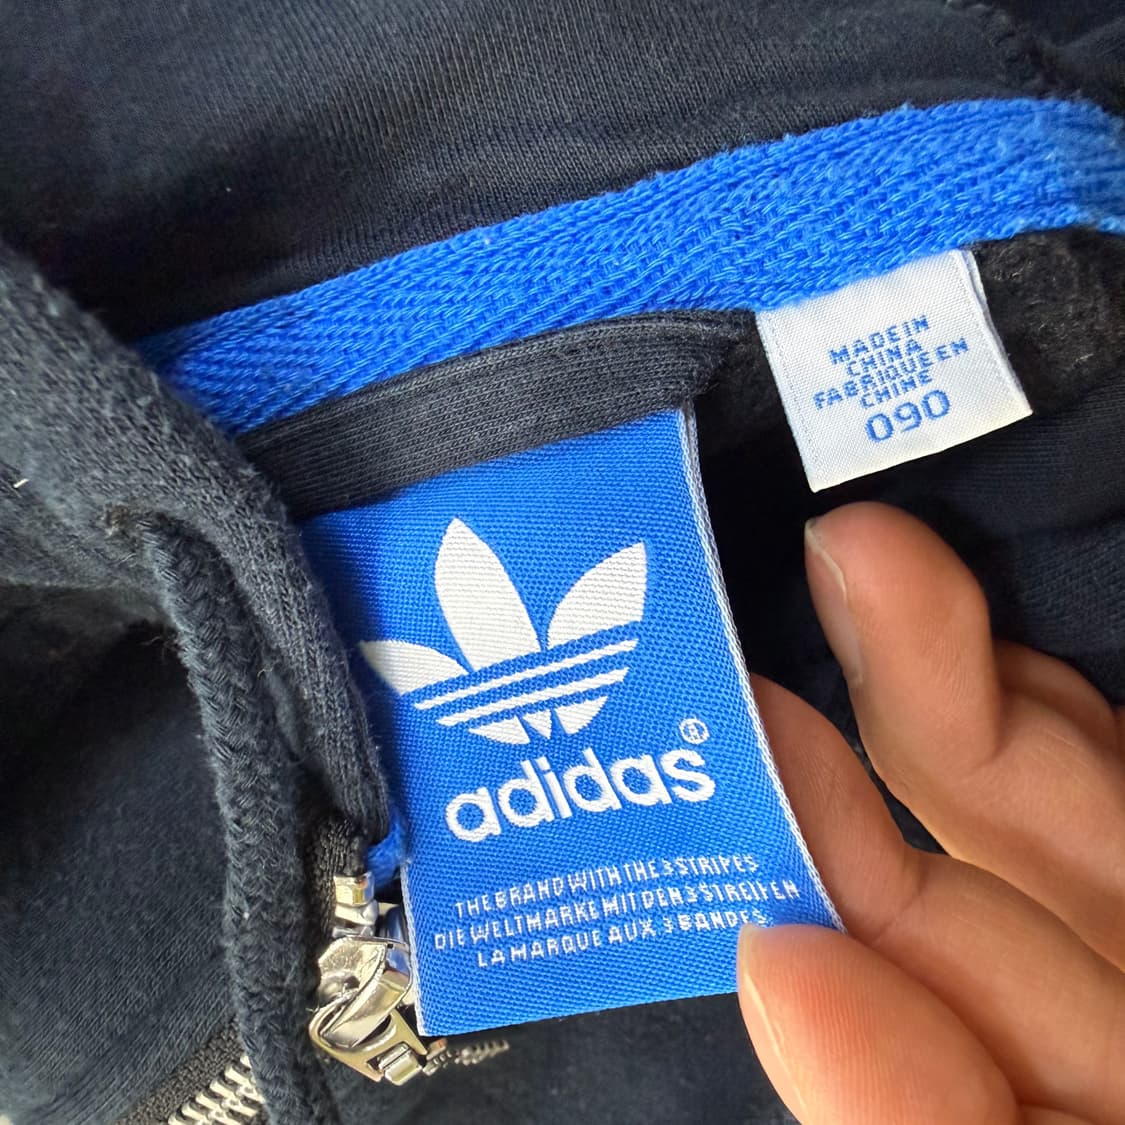 MADE IN
CHINA
FABRIQUE EN
CHINE
090
adidas®
THE BRAND WITH THE 3 STRIPES
DIE WELTMARKE MIT DEN 3 STREIFEN
LA MARQUE AUX 3 BANDES